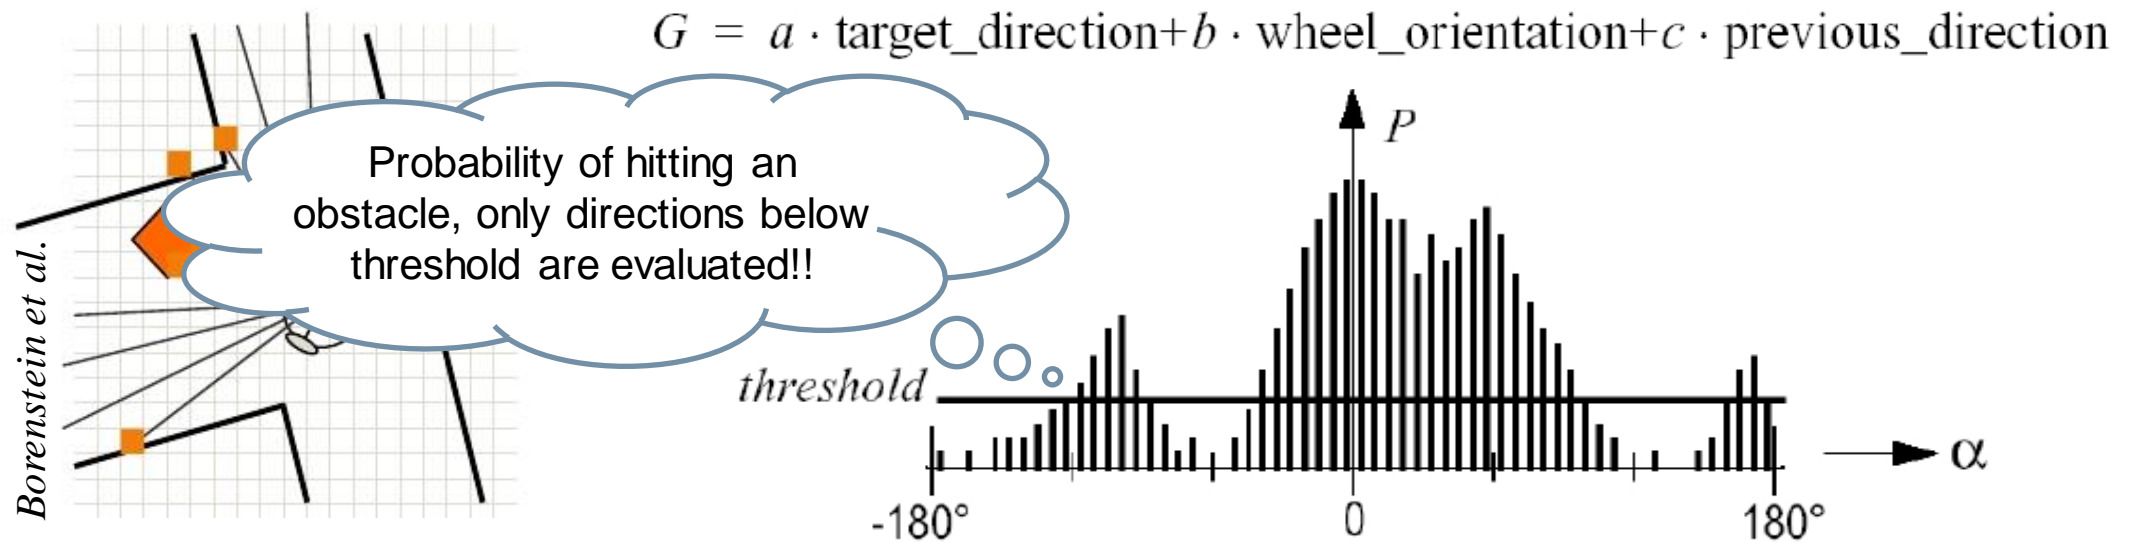 G = a · target_direction+b · wheel_orientation+c · previous_direction
Probability of hitting an
obstacle, only directions below
threshold are evaluated!!
Borenstein et al.
P
threshold
α
-180° 0 180°